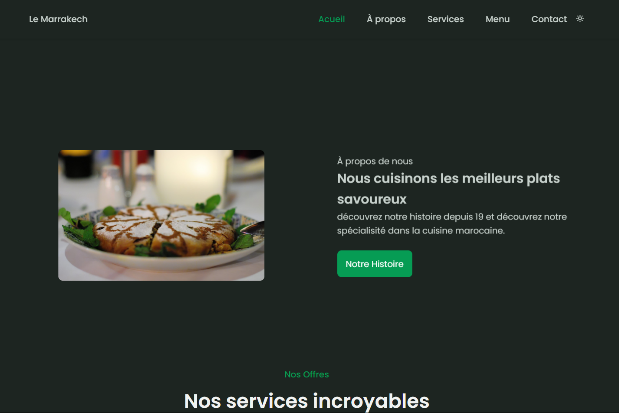 Le Marrakech
Acueil À propos Services Menu Contact
À propos de nous
Nous cuisinons les meilleurs plats
savoureux
découvrez notre histoire depuis 19 et découvrez notre
spécialisité dans la cuisine marocaine.
Notre Histoire
Nos Offres
Nos services incroyables